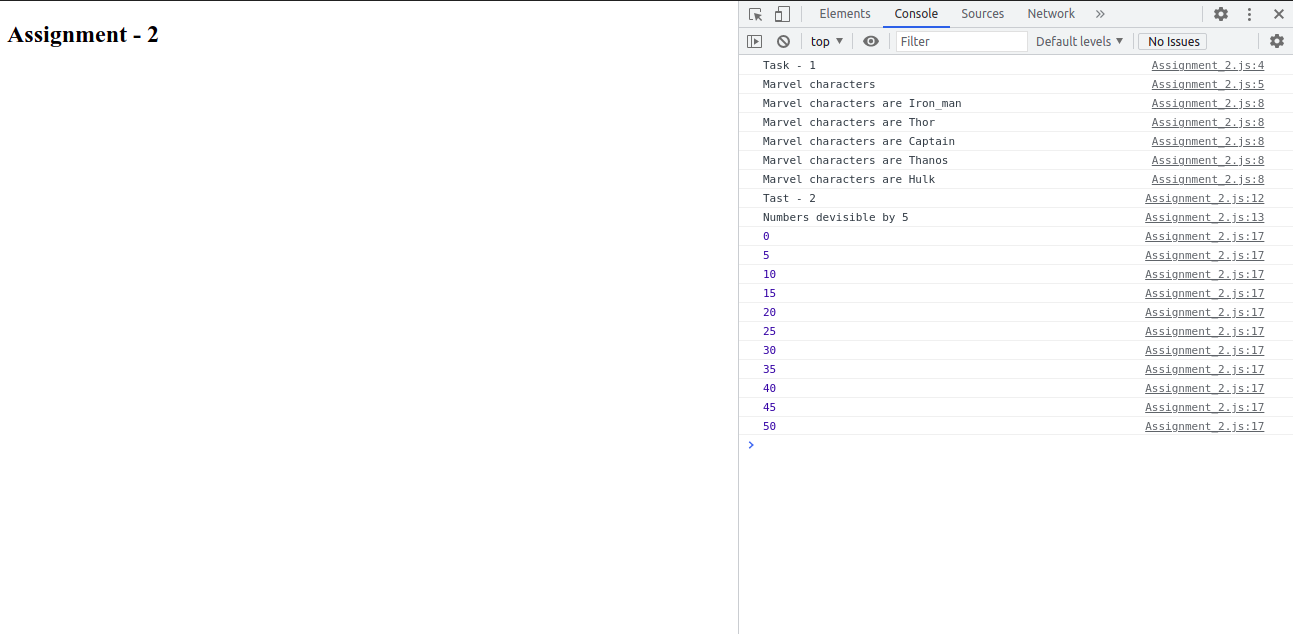 Assignment - 2
Elements Console Sources Network »
top ▼ Filter Default levels ▼ No Issues
Task - 1 Assignment_2.js:4
Marvel characters Assignment_2.js:5
Marvel characters are Iron_man Assignment_2.js:8
Marvel characters are Thor Assignment_2.js:8
Marvel characters are Captain Assignment_2.js:8
Marvel characters are Thanos Assignment_2.js:8
Marvel characters are Hulk Assignment_2.js:8
Tast - 2 Assignment_2.js:12
Numbers devisible by 5 Assignment_2.js:13
0 Assignment_2.js:17
5 Assignment_2.js:17
10 Assignment_2.js:17
15 Assignment_2.js:17
20 Assignment_2.js:17
25 Assignment_2.js:17
30 Assignment_2.js:17
35 Assignment_2.js:17
40 Assignment_2.js:17
45 Assignment_2.js:17
50 Assignment_2.js:17